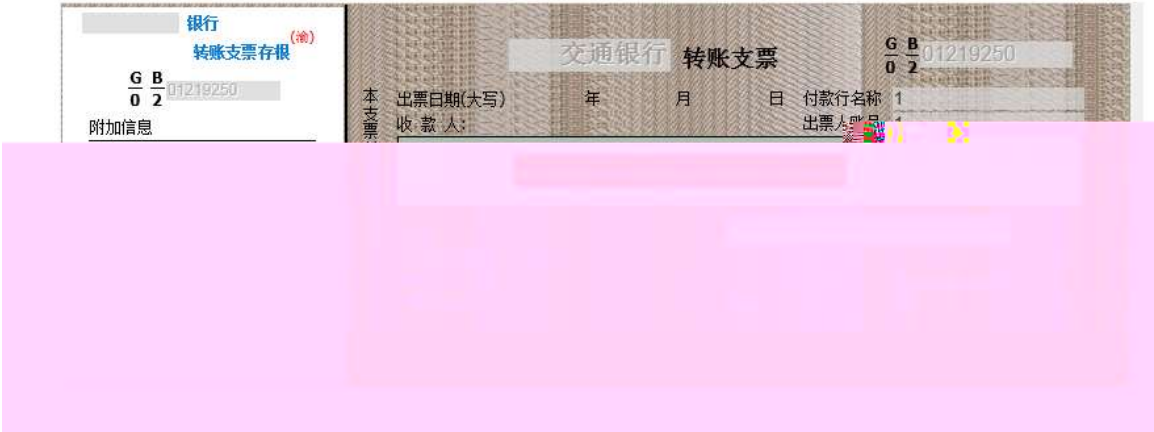 银行
(渝)
转账支票存根
G B
0 2
01219250
附加信息
交通银行 转账支票
G B
0 2
01219250
本支票
出票日期(大写) 年 月 日 付款行名称 1
收款人: 出票人账号 1